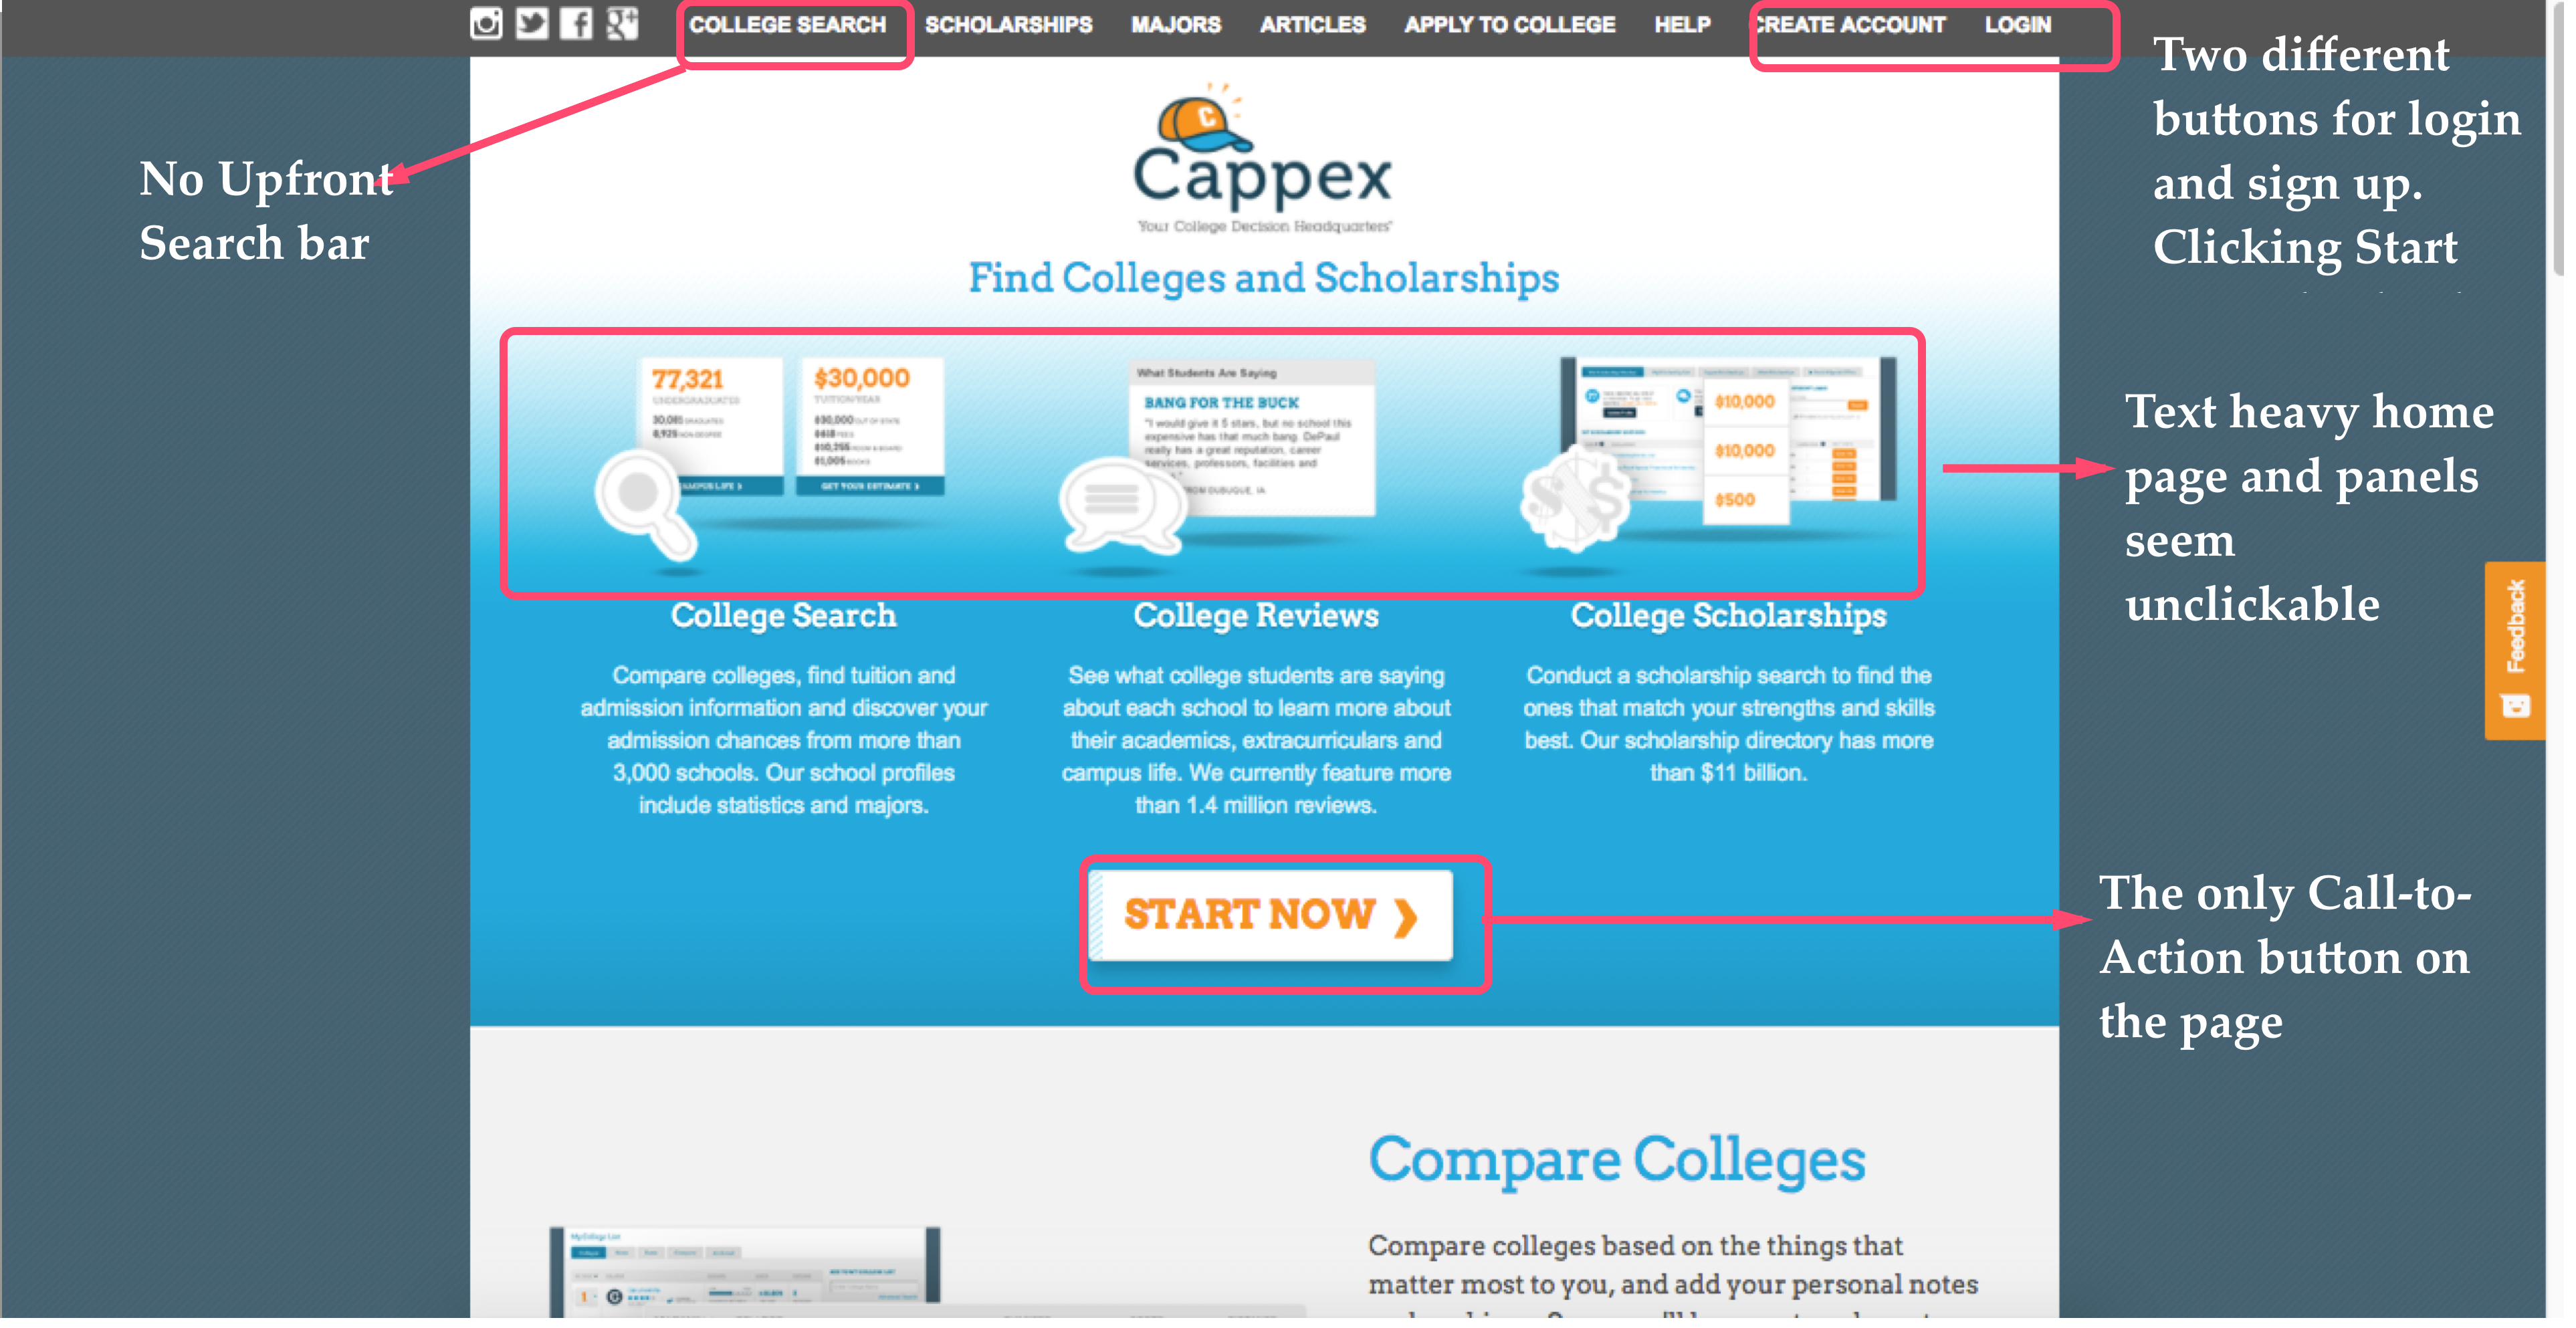 COLLEGE SEARCH SCHOLARSHIPS MAJORS ARTICLES APPLY TO COLLEGE HELP CREATE ACCOUNT LOGIN
Two different
buttons for login
and sign up.
Clicking Start
No Upfront
Search bar
C
Cappex
Your College Decision Headquarters
Find Colleges and Scholarships
77,321
UNDERGRADUATES
30,081 GRADUATES
8,925 NON-DEGREE
CAMPUS LIFE
$30,000
TUITION/YEAR
$30,000 OUT OF STATE
$618 FEES
$10,255 ROOM & BOARD
$1,005 BOOKS
GET YOUR ESTIMATE
What Students Are Saying
BANG FOR THE BUCK
"I would give it 5 stars, but no school this
expensive has that much bang. DePaul
really has a great reputation, career
services, professors, facilities and
FROM DUBUQUE, IA
$10,000
$10,000
$500
Text heavy home
page and panels
seem
unclickable
Feedback
College Search
Compare colleges, find tuition and
admission information and discover your
admission chances from more than
3,000 schools. Our school profiles
include statistics and majors.
College Reviews
See what college students are saying
about each school to learn more about
their academics, extracurriculars and
campus life. We currently feature more
than 1.4 million reviews.
College Scholarships
Conduct a scholarship search to find the
ones that match your strengths and skills
best. Our scholarship directory has more
than $11 billion.
START NOW
The only Call-to-
Action button on
the page
Compare Colleges
Compare colleges based on the things that
matter most to you, and add your personal notes
My College List
1